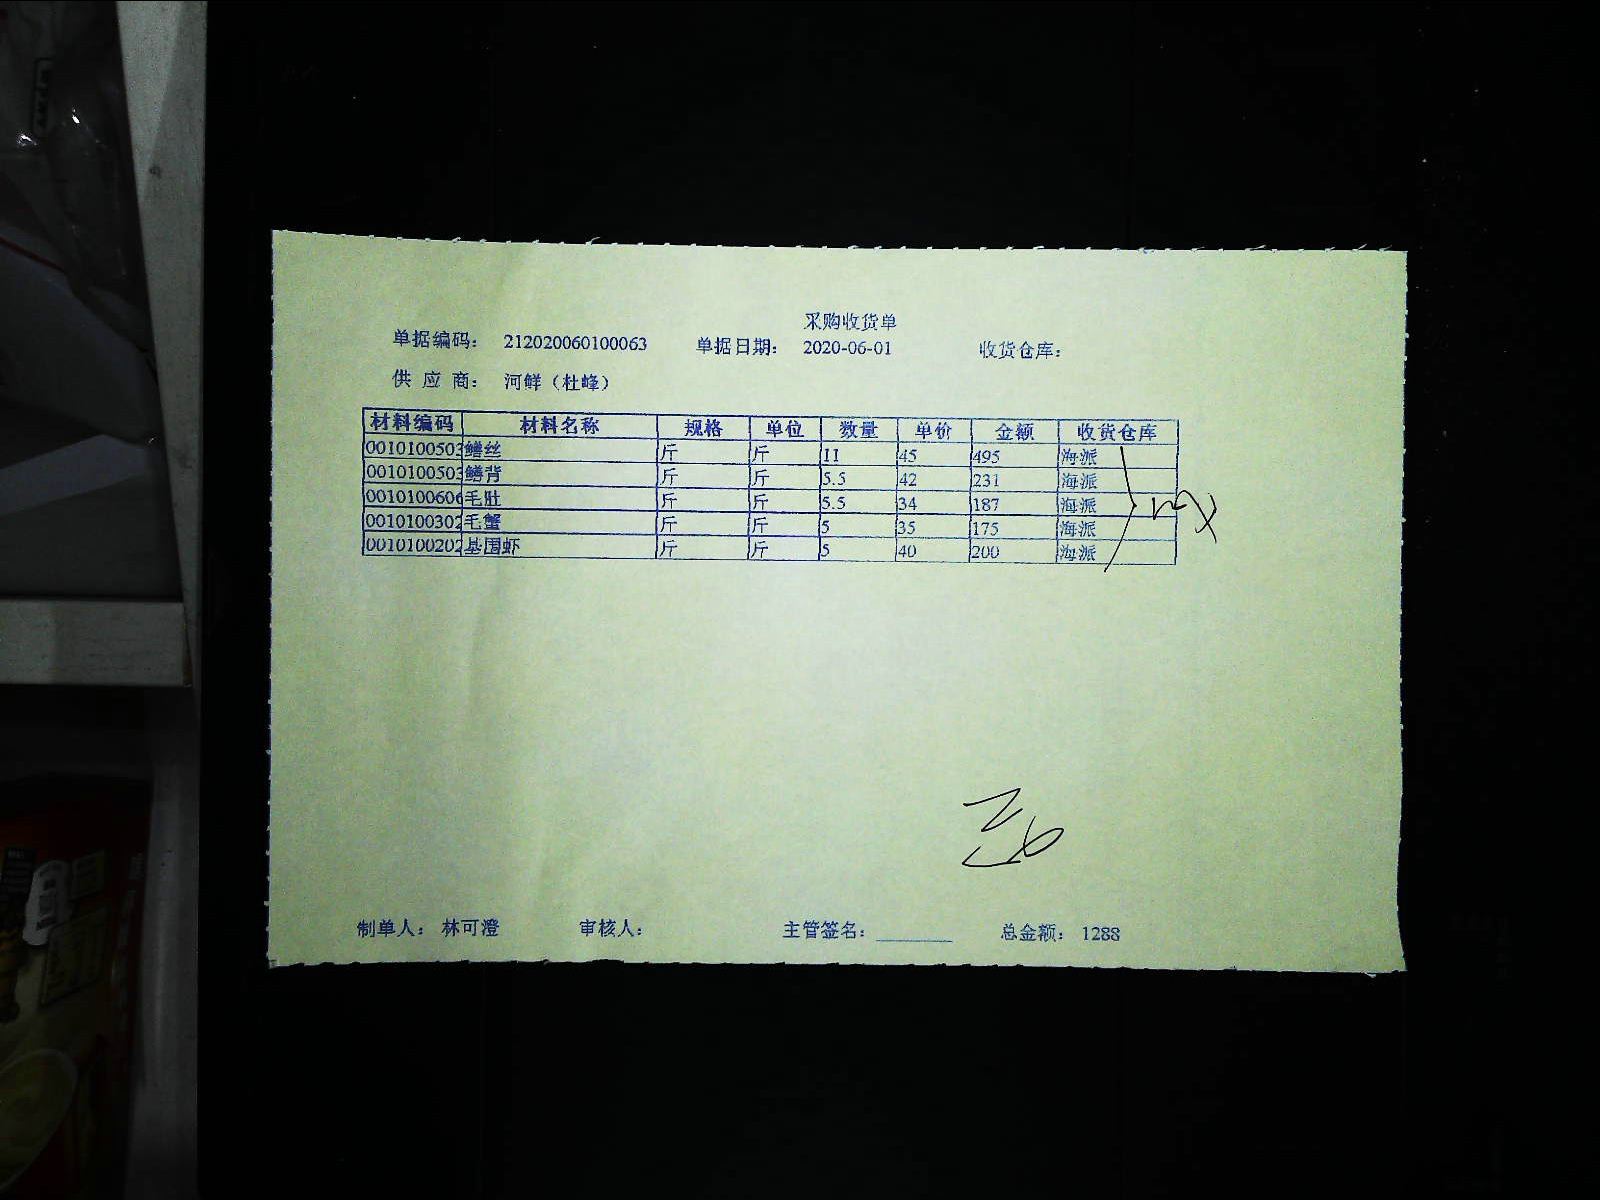 采购收货单
单据编码： 212020060100063 单据日期： 2020-06-01 收货仓库：
供 应 商： 河鲜（杜峰）
材料编码 材料名称 规格 单位 数量 单价 金额 收货仓库
0010100503 鳝丝 斤 斤 11 45 495 海派
0010100503 鳝背 斤 斤 5.5 42 231 海派
0010100606 毛肚 斤 斤 5.5 34 187 海派
0010100302 毛蟹 斤 斤 5 35 175 海派
0010100202 基围虾 斤 斤 5 40 200 海派
制单人： 林可澄 审核人： 主管签名：________ 总金额： 1288